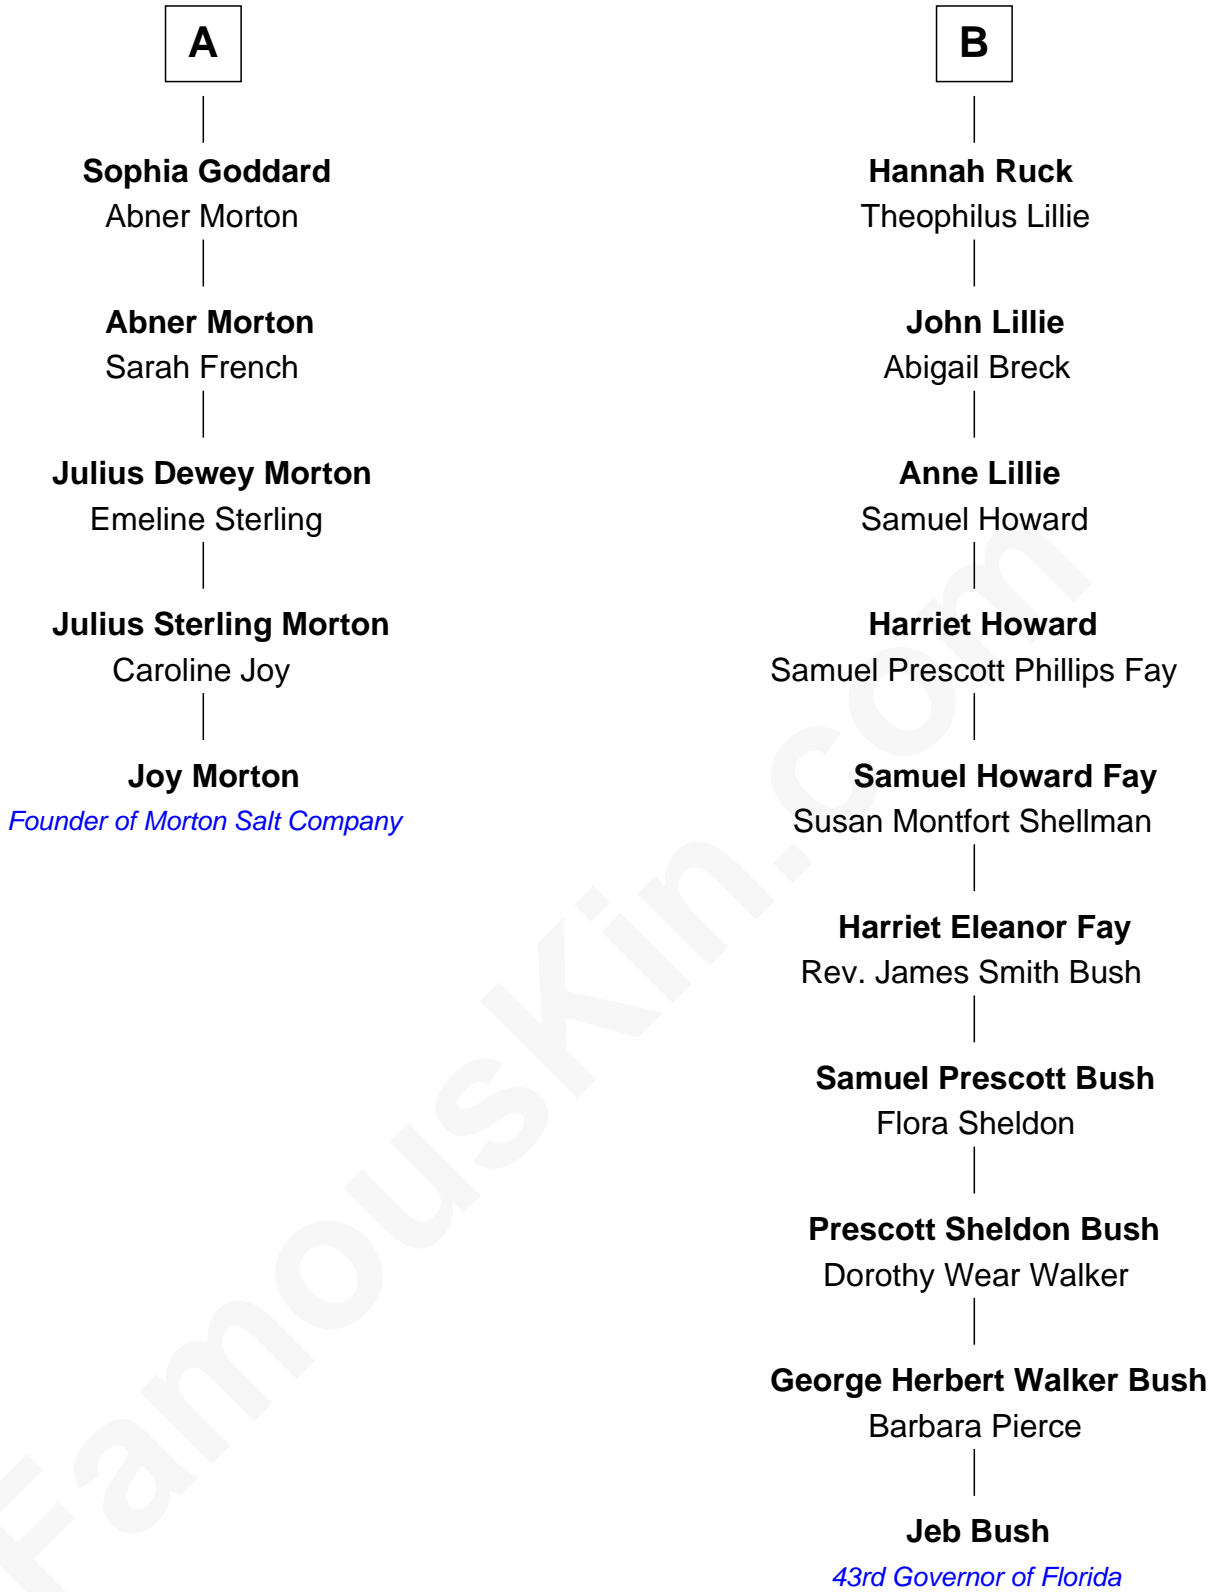 A
Sophia Goddard
Abner Morton
Abner Morton
Sarah French
Julius Dewey Morton
Emeline Sterling
Julius Sterling Morton
Caroline Joy
Joy Morton
Founder of Morton Salt Company
B
Hannah Ruck
Theophilus Lillie
John Lillie
Abigail Breck
Anne Lillie
Samuel Howard
Harriet Howard
Samuel Prescott Phillips Fay
Samuel Howard Fay
Susan Montfort Shellman
Harriet Eleanor Fay
Rev. James Smith Bush
Samuel Prescott Bush
Flora Sheldon
Prescott Sheldon Bush
Dorothy Wear Walker
George Herbert Walker Bush
Barbara Pierce
Jeb Bush
43rd Governor of Florida
FamousKin.com